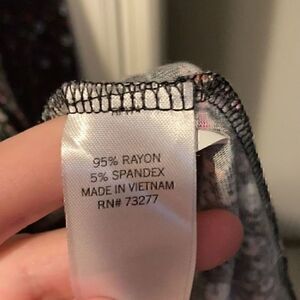 95% RAYON
5% SPANDEX
MADE IN VIETNAM
RN# 73277